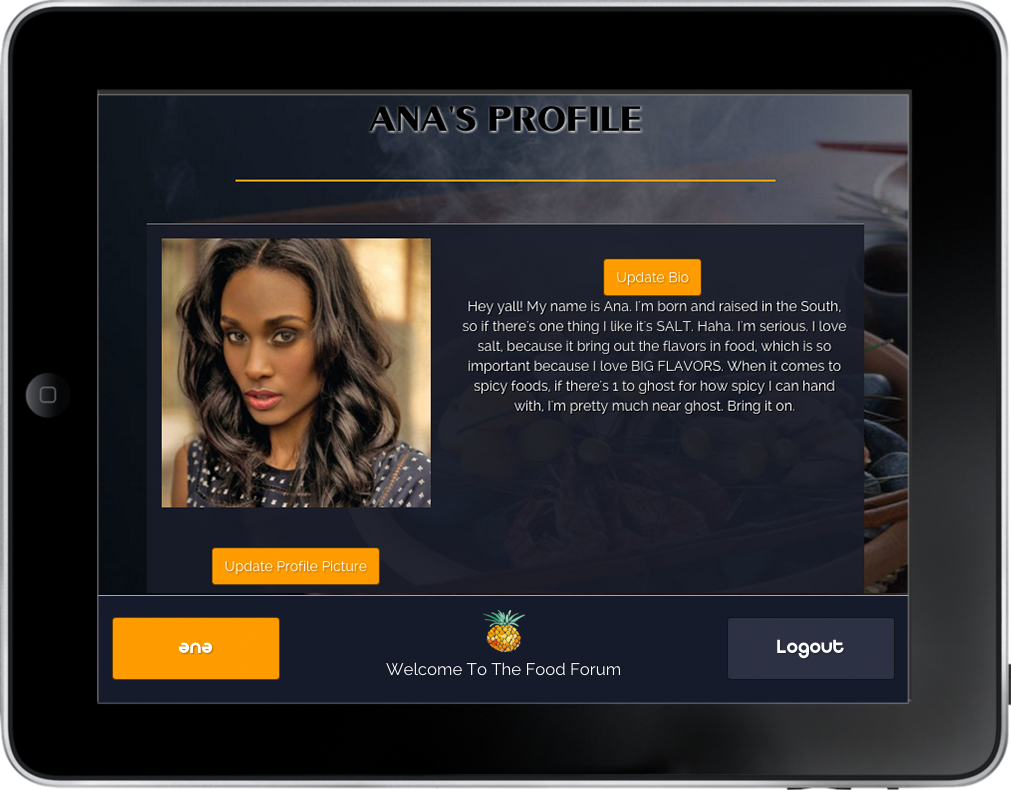 ANA'S PROFILE
Update Bio
Hey yall! My name is Ana. I'm born and raised in the South,
so if there's one thing I like it's SALT. Haha. I'm serious. I love
salt, because it bring out the flavors in food, which is so
important because I love BIG FLAVORS. When it comes to
spicy foods, if there's 1 to ghost for how spicy I can hand
with, I'm pretty much near ghost. Bring it on.
Update Profile Picture
ana
Welcome To The Food Forum
Logout